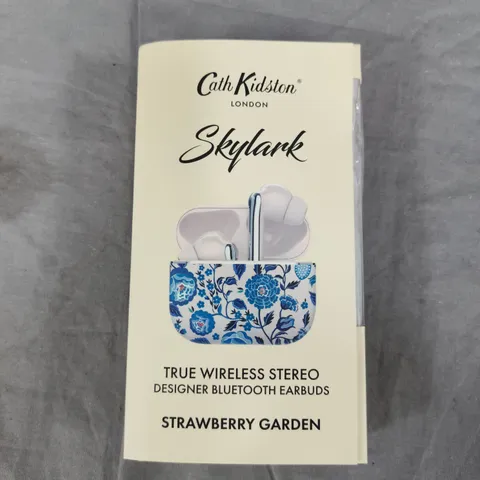 Cath Kidston®
LONDON
Skylark
TRUE WIRELESS STEREO
DESIGNER BLUETOOTH EARBUDS
STRAWBERRY GARDEN